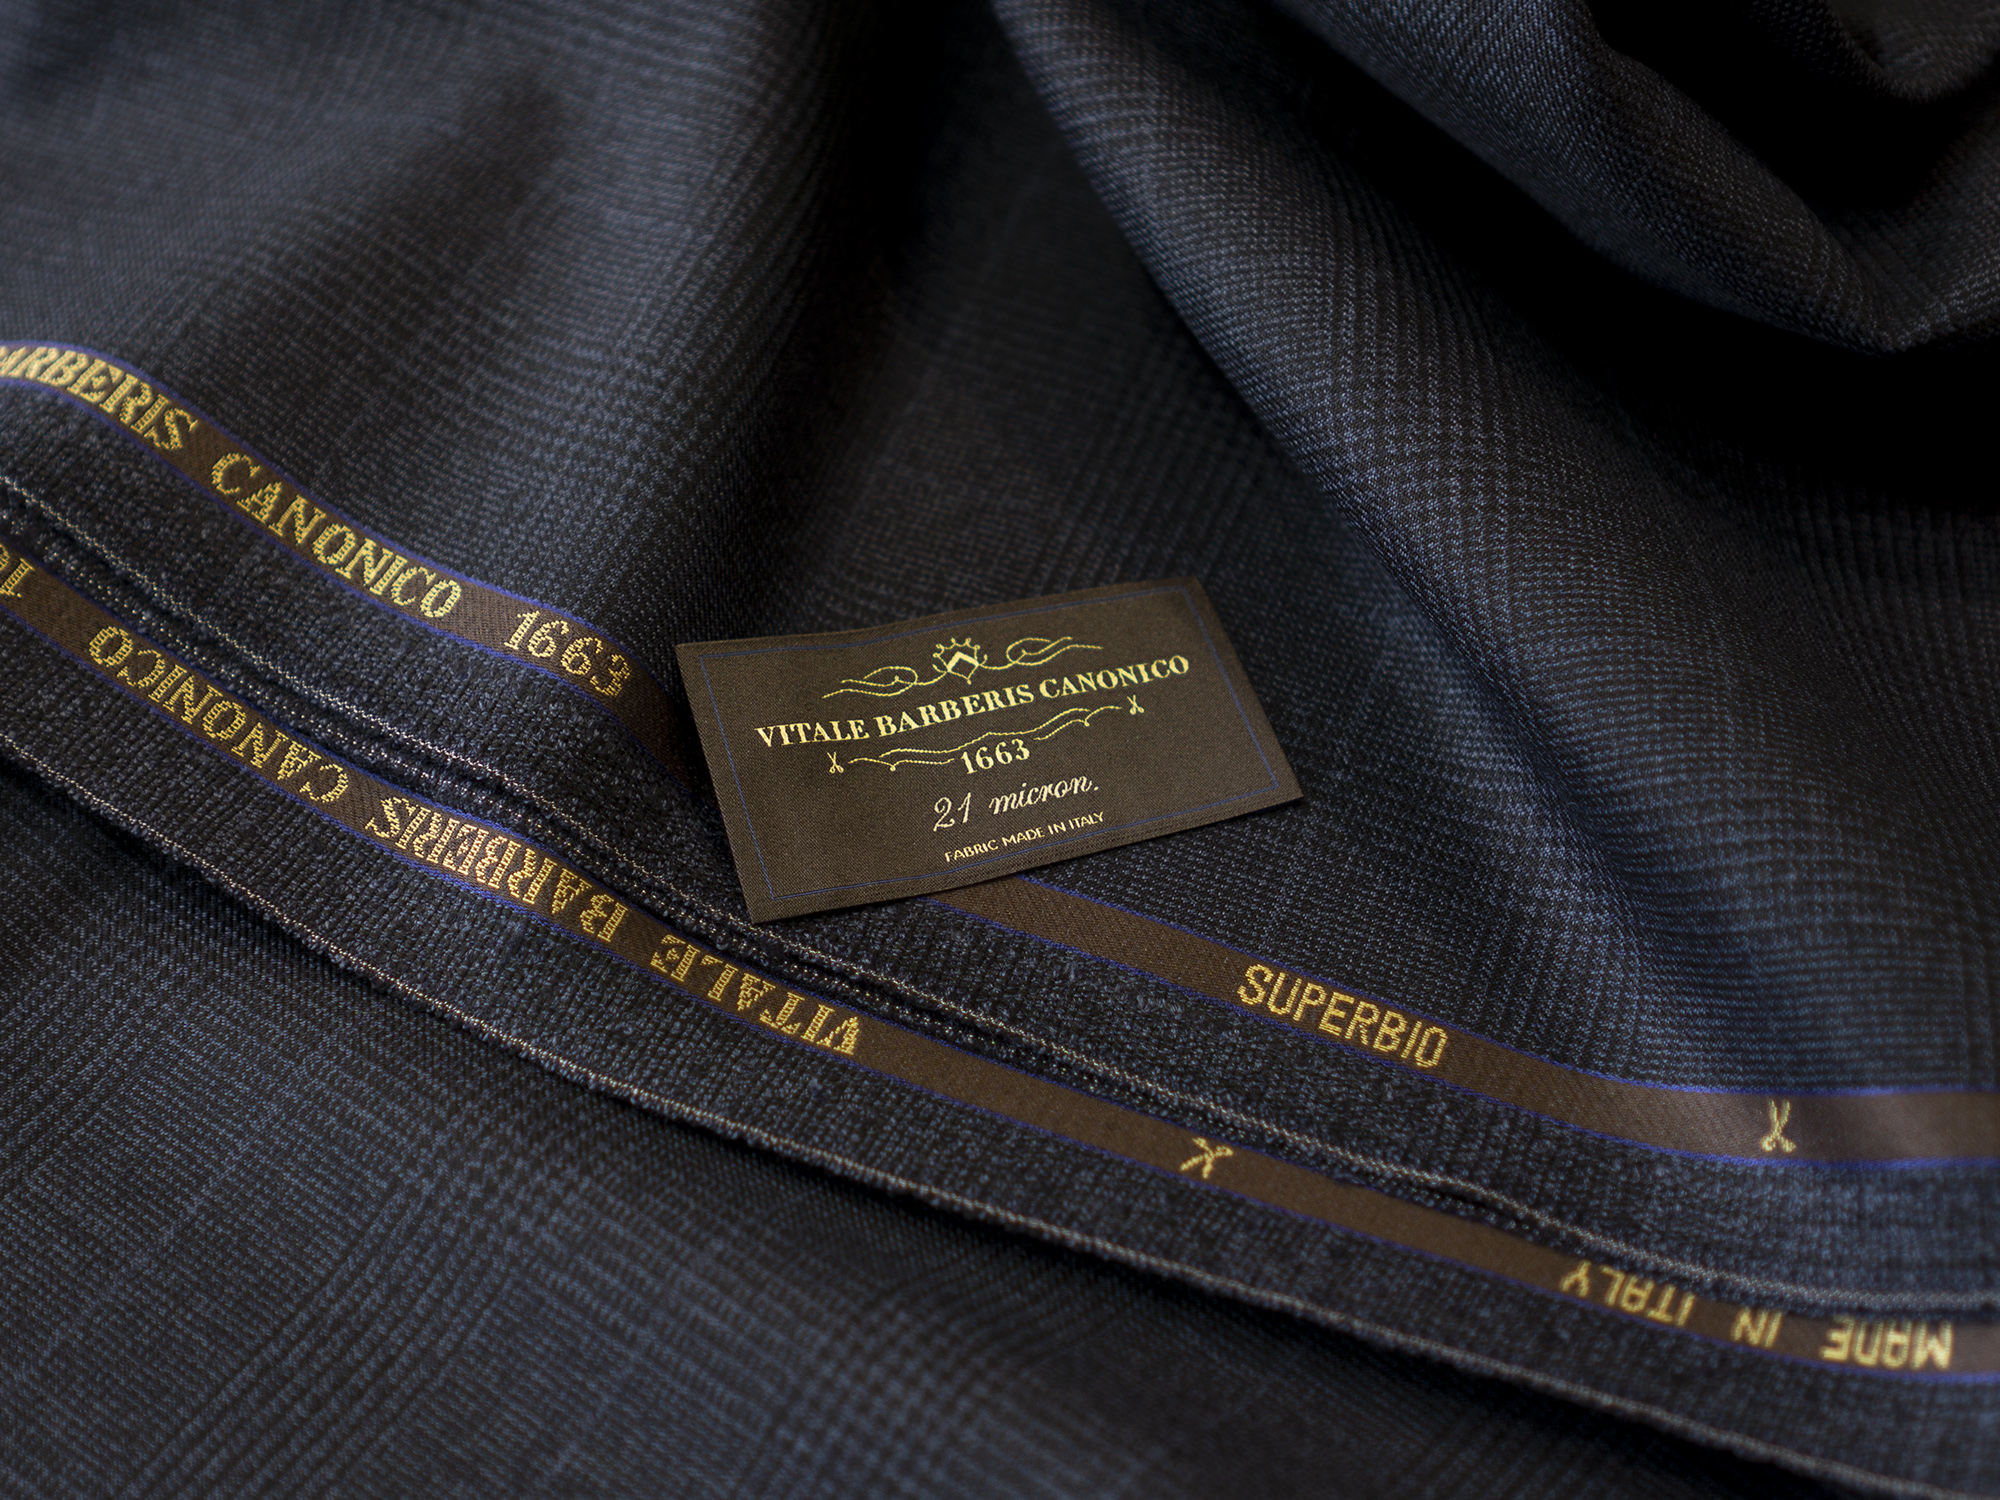 ARBERIS CANONICO 1663
SUPERBIO
VITALE BARBERIS CANONICO
1663
21 micron.
FABRIC MADE IN ITALY
MADE IN ITALY
VITALE BARBERIS CANONICO